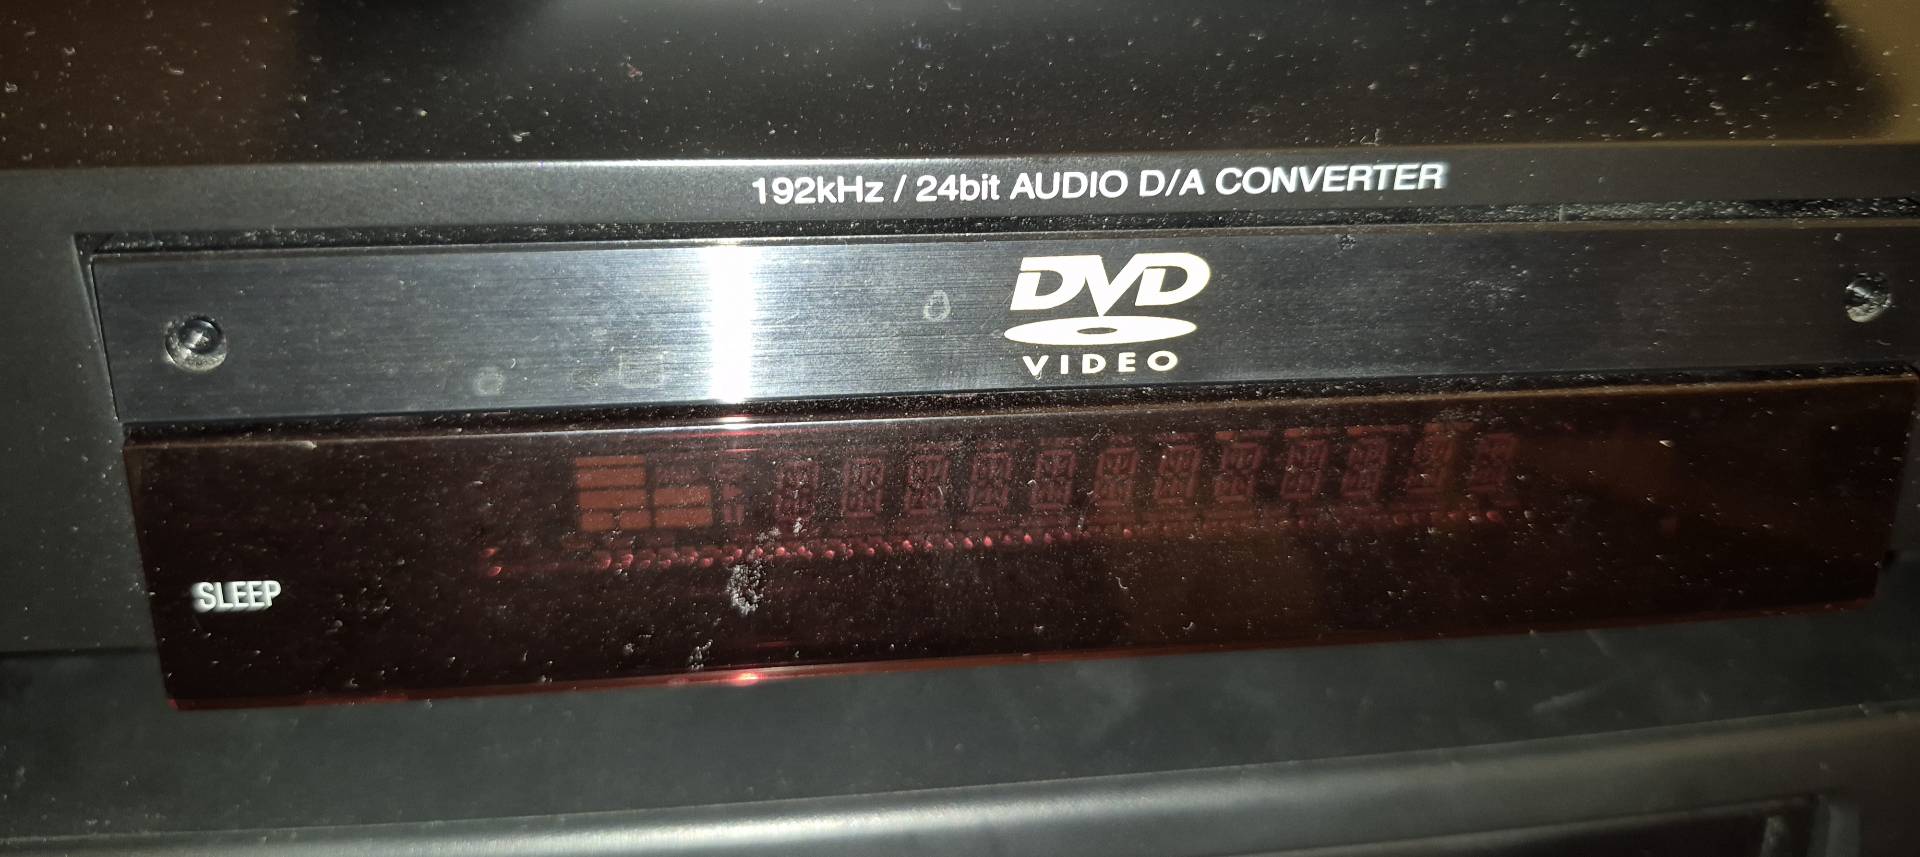 192kHz / 24bit AUDIO D/A CONVERTER
DVD
VIDEO
SLEEP